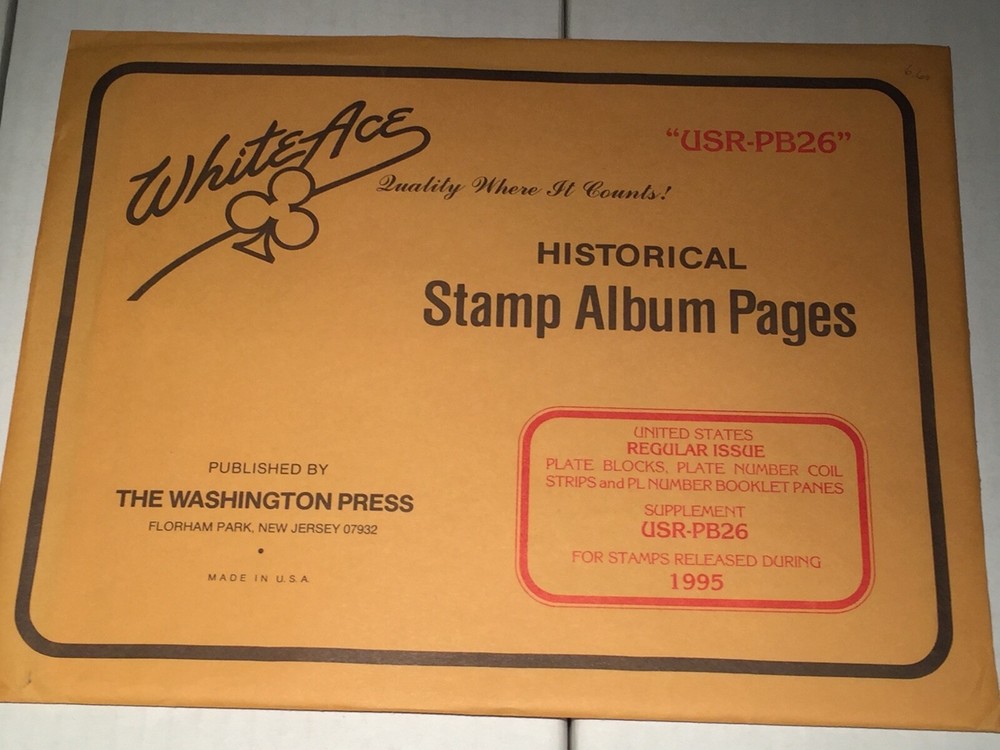 WhiteAce
Quality Where It Counts!
"USR-PB26"
HISTORICAL
Stamp Album Pages
PUBLISHED BY
THE WASHINGTON PRESS
FLORHAM PARK, NEW JERSEY 07932
•
MADE IN U.S.A.
UNITED STATES
REGULAR ISSUE
PLATE BLOCKS, PLATE NUMBER COIL
STRIPS and PL NUMBER BOOKLET PANES
SUPPLEMENT
USR-PB26
FOR STAMPS RELEASED DURING
1995